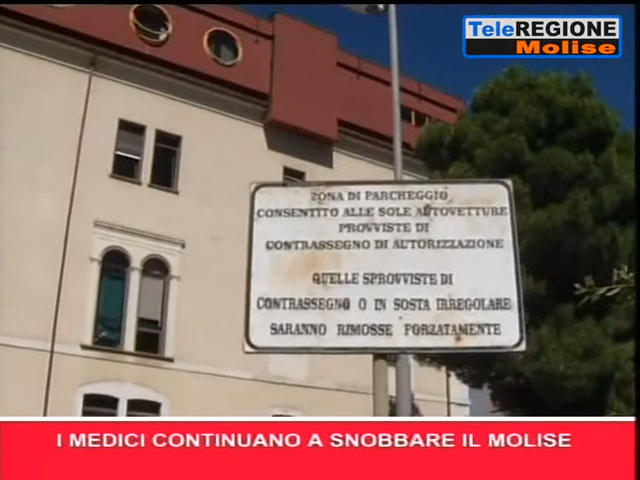 TeleREGIONE
Molise
ZONA DI PARCHEGGIO
CONSENTITO ALLE SOLE AUTOVETTURE
PROVVISTE DI
CONTRASSEGNO DI AUTORIZZAZIONE
QUELLE SPROVVISTE DI
CONTRASSEGNO O IN SOSTA IRREGOLARE
SARANNO RIMOSSE FORZATAMENTE
I MEDICI CONTINUANO A SNOBBARE IL MOLISE